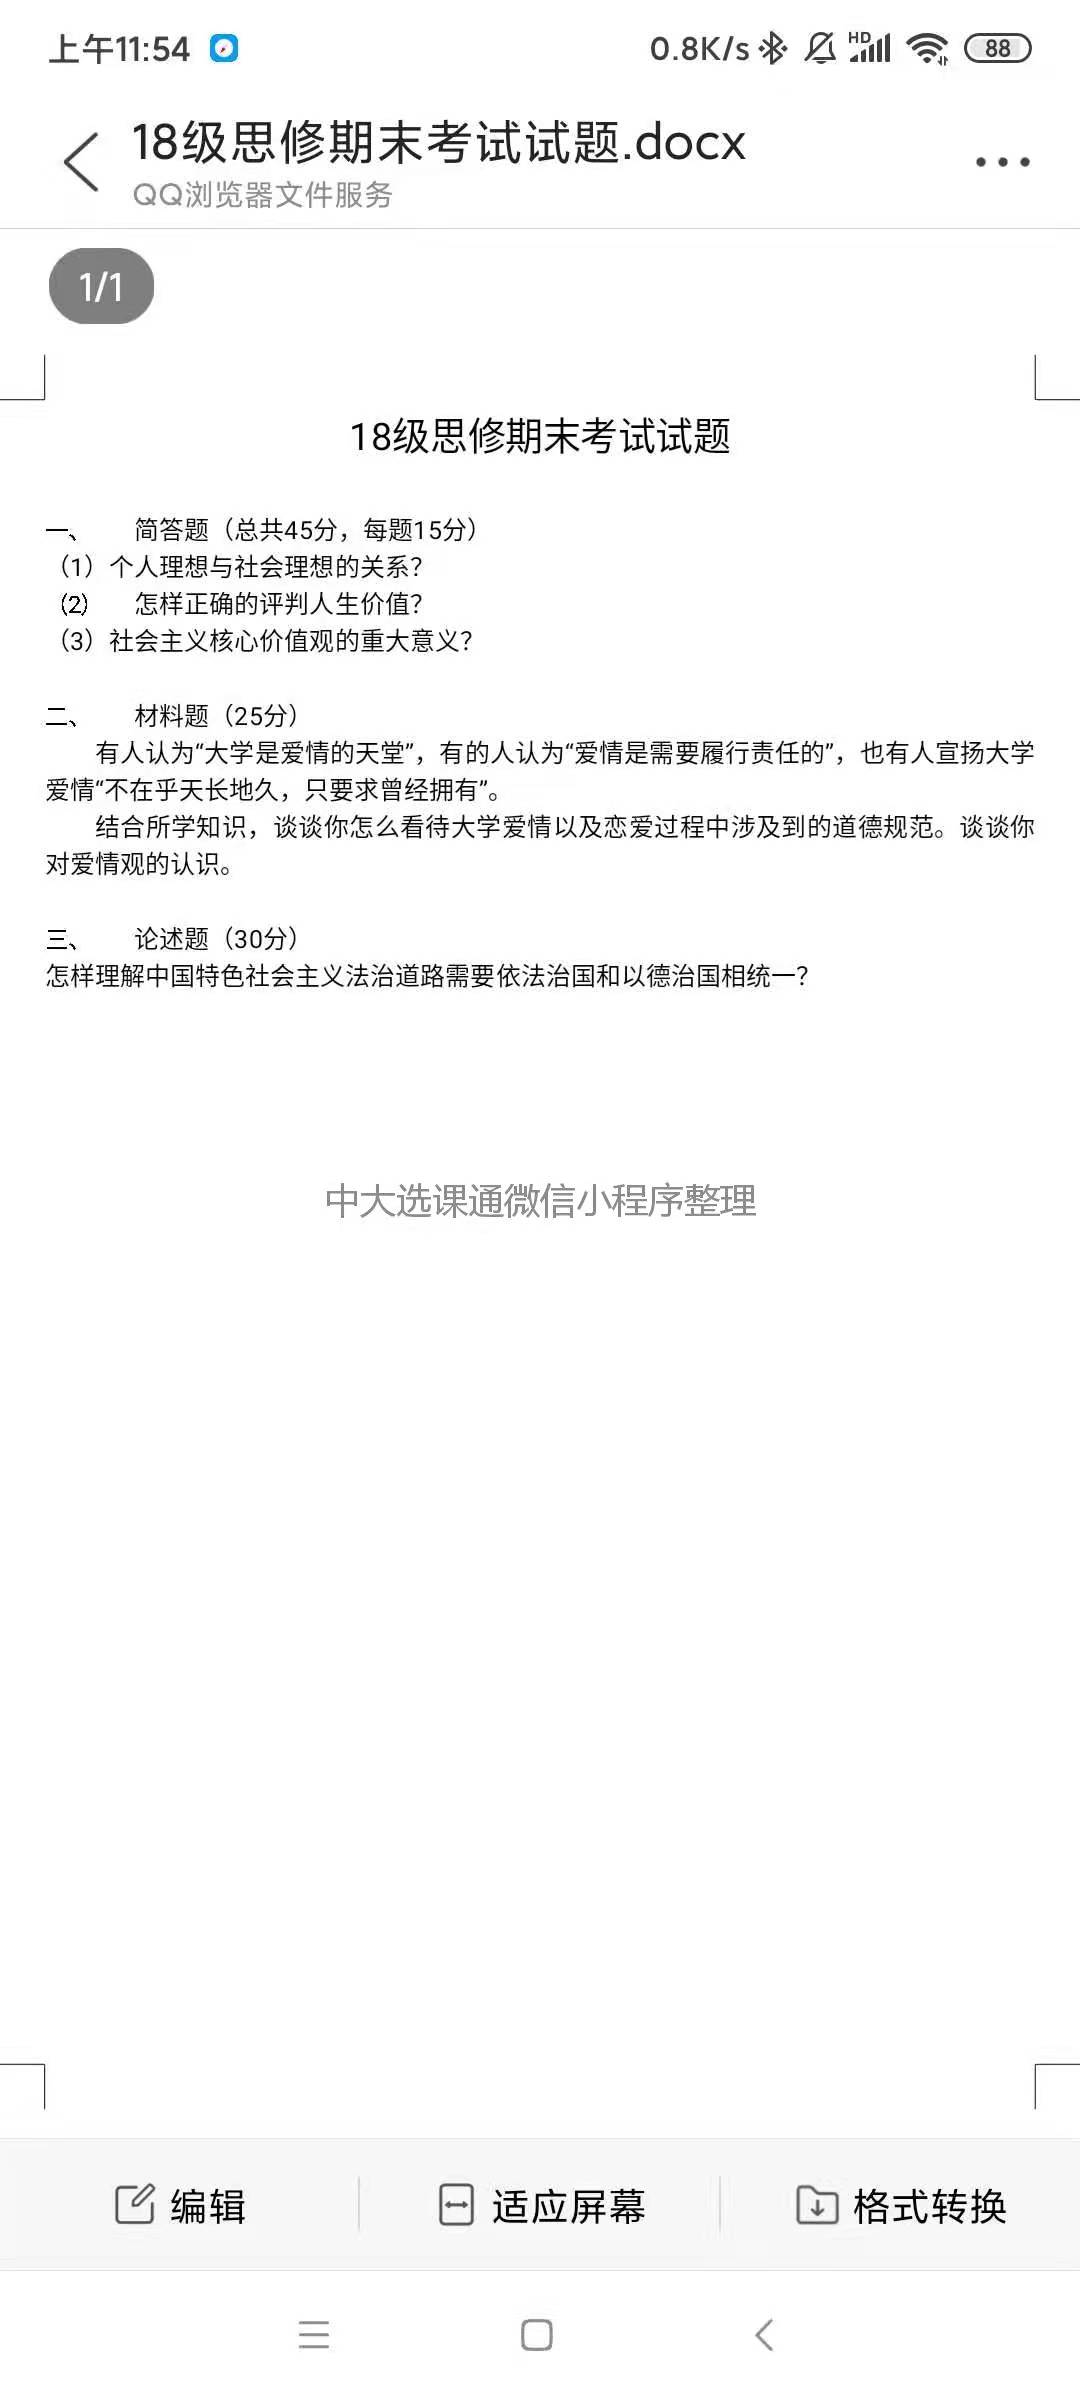 上午11:54
0.8K/s HD 88
18级思修期末考试试题.docx
QQ浏览器文件服务
1/1
18级思修期末考试试题
一、 简答题（总共45分，每题15分）
（1）个人理想与社会理想的关系？
(2) 怎样正确的评判人生价值？
（3）社会主义核心价值观的重大意义？
二、 材料题（25分）
有人认为“大学是爱情的天堂”，有的人认为“爱情是需要履行责任的”，也有人宣扬大学
爱情“不在乎天长地久，只要求曾经拥有”。
结合所学知识，谈谈你怎么看待大学爱情以及恋爱过程中涉及到的道德规范。谈谈你
对爱情观的认识。
三、 论述题（30分）
怎样理解中国特色社会主义法治道路需要依法治国和以德治国相统一？
中大选课通微信小程序整理
编辑
适应屏幕
格式转换